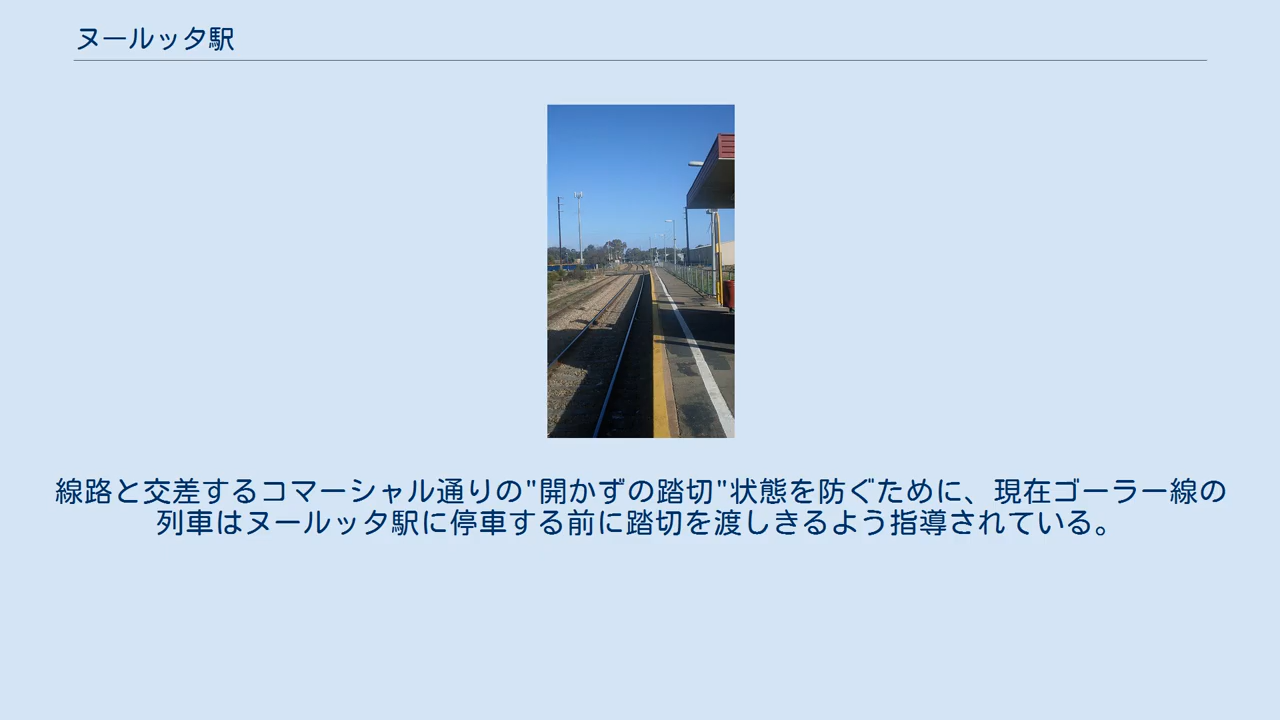 ヌールッタ駅
線路と交差するコマーシャル通りの"開かずの踏切"状態を防ぐために、現在ゴーラー線の
列車はヌールッタ駅に停車する前に踏切を渡しきるよう指導されている。